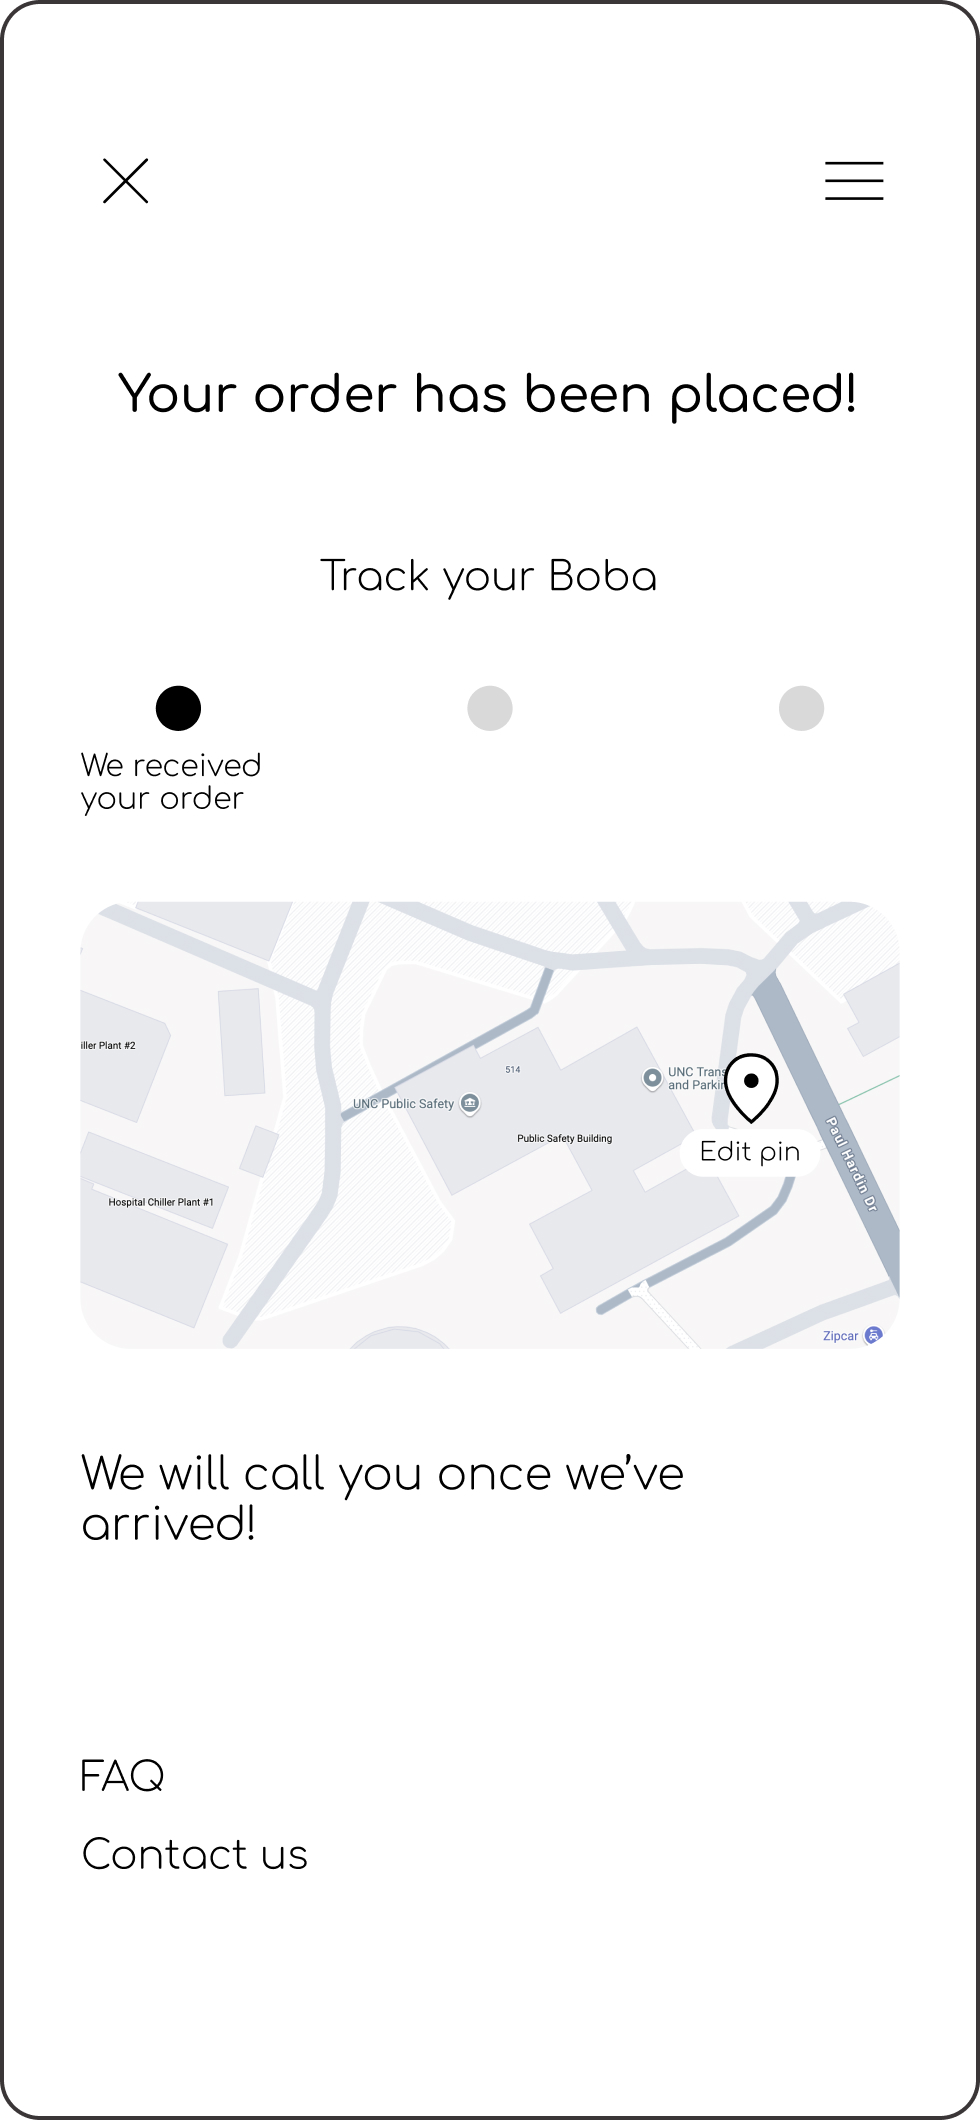 Your order has been placed!
Track your Boba
We received
your order
iller Plant #2
514
UNC Trans
and Parkin
UNC Public Safety
Public Safety Building
Edit pin
Paul Hardin Dr
Hospital Chiller Plant #1
Zipcar
We will call you once we’ve
arrived!
FAQ
Contact us